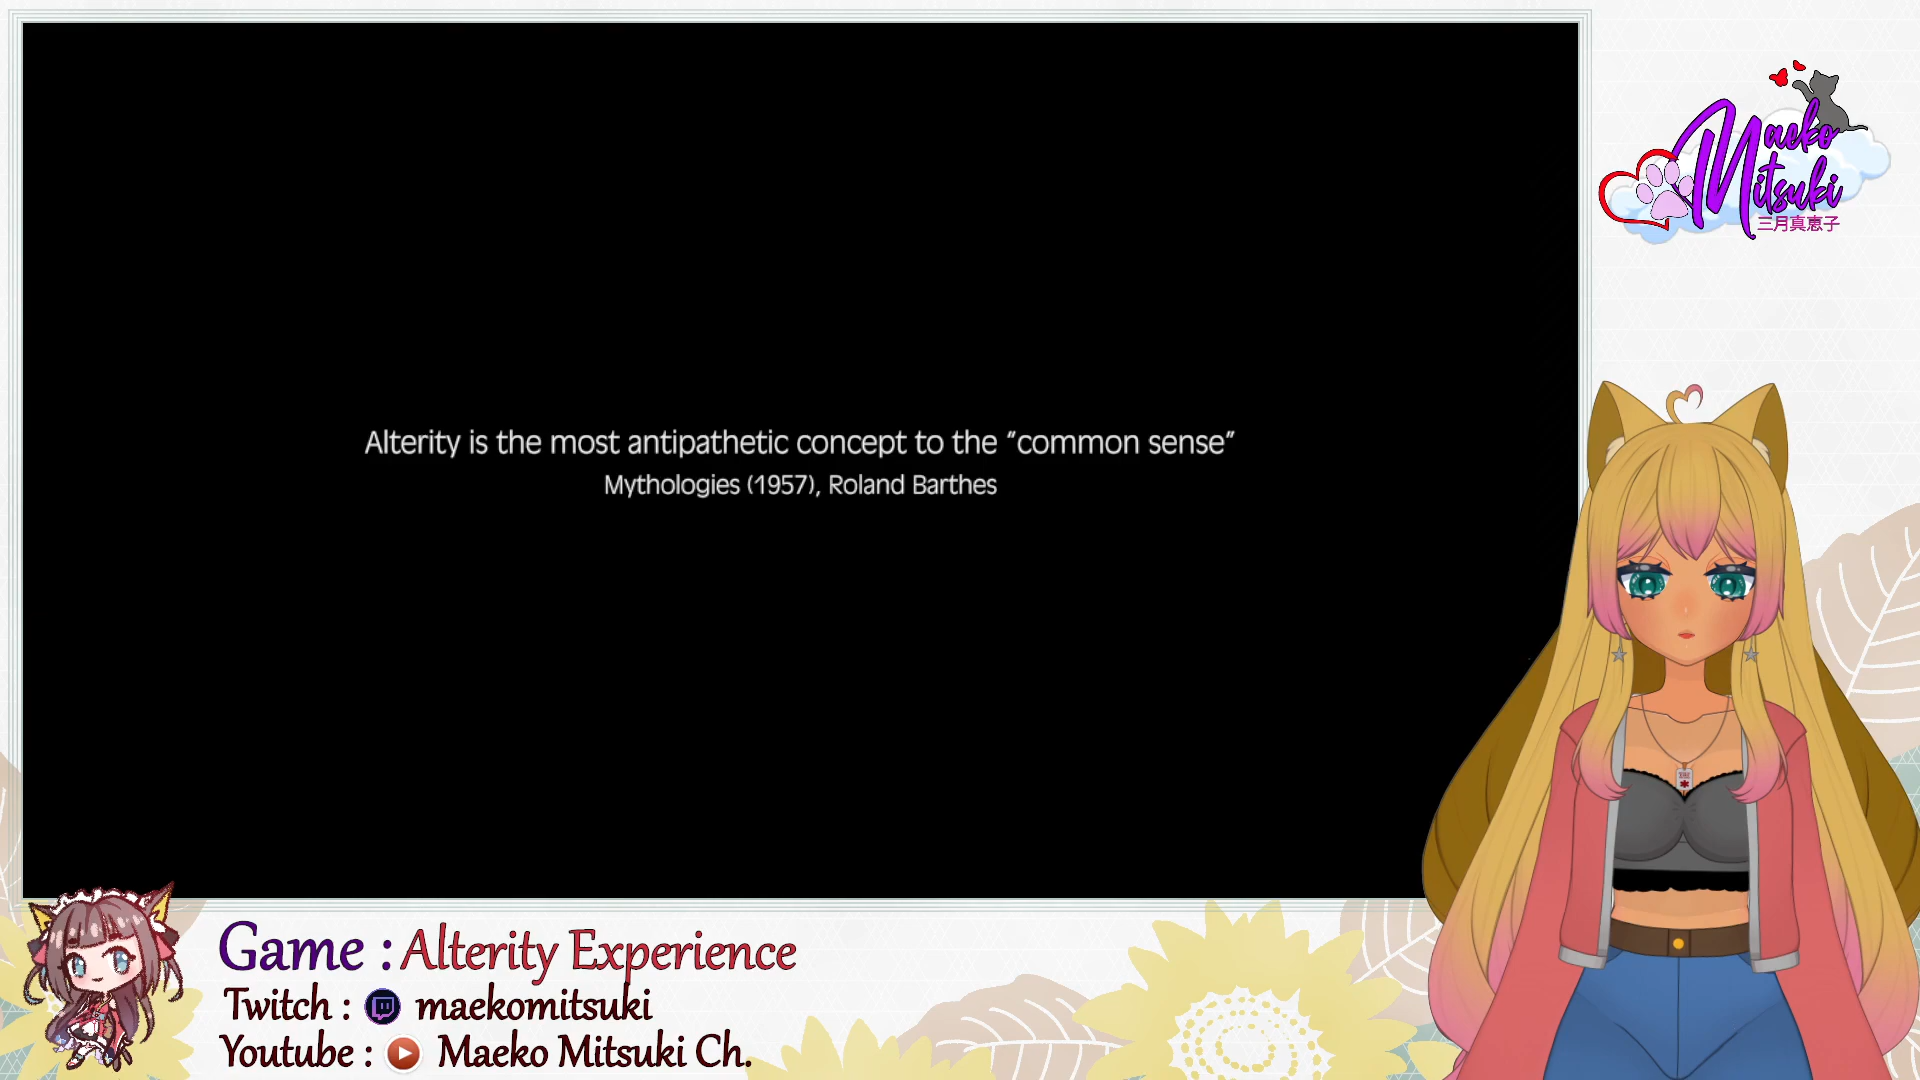 Alterity is the most antipathetic concept to the “common sense”
Mythologies (1957), Roland Barthes
Maeko
Mitsuki
三月真恵子
Game : Alterity Experience
Twitch : maekomitsuki
Youtube : Maeko Mitsuki Ch.